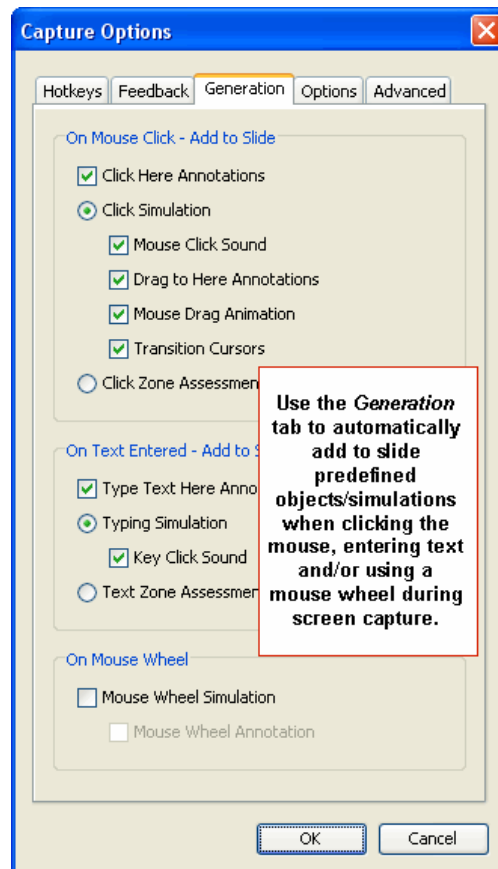 Capture Options
Hotkeys Feedback Generation Options Advanced
On Mouse Click - Add to Slide
Click Here Annotations
Click Simulation
Mouse Click Sound
Drag to Here Annotations
Mouse Drag Animation
Transition Cursors
Click Zone Assessmen
On Text Entered - Add to S
Type Text Here Anno
Typing Simulation
Key Click Sound
Text Zone Assessmen
Use the Generation
tab to automatically
add to slide
predefined
objects/simulations
when clicking the
mouse, entering text
and/or using a
mouse wheel during
screen capture.
On Mouse Wheel
Mouse Wheel Simulation
Mouse Wheel Annotation
OK Cancel